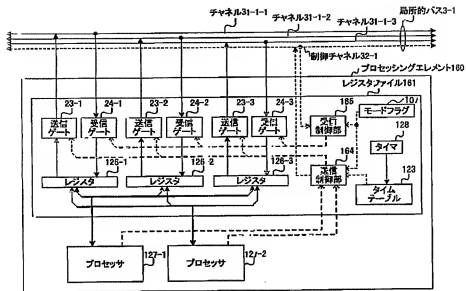 局所的バス3-1
チャネル31-1-1
チャネル31-1-2
チャネル31-1-3
制御チャネル32-1
プロセッシングエレメント160
レジスタファイル161
23-1
24-1
23-2
24-2
23-3
24-3
送信ゲート
受信ゲート
送信ゲート
受信ゲート
送信ゲート
受信ゲート
165
受信制御部
107
モードフラグ
128
タイマ
164
送信制御部
123
タイムテーブル
126-1
レジスタ
126-2
レジスタ
126-3
レジスタ
127-1
プロセッサ
127-2
プロセッサ